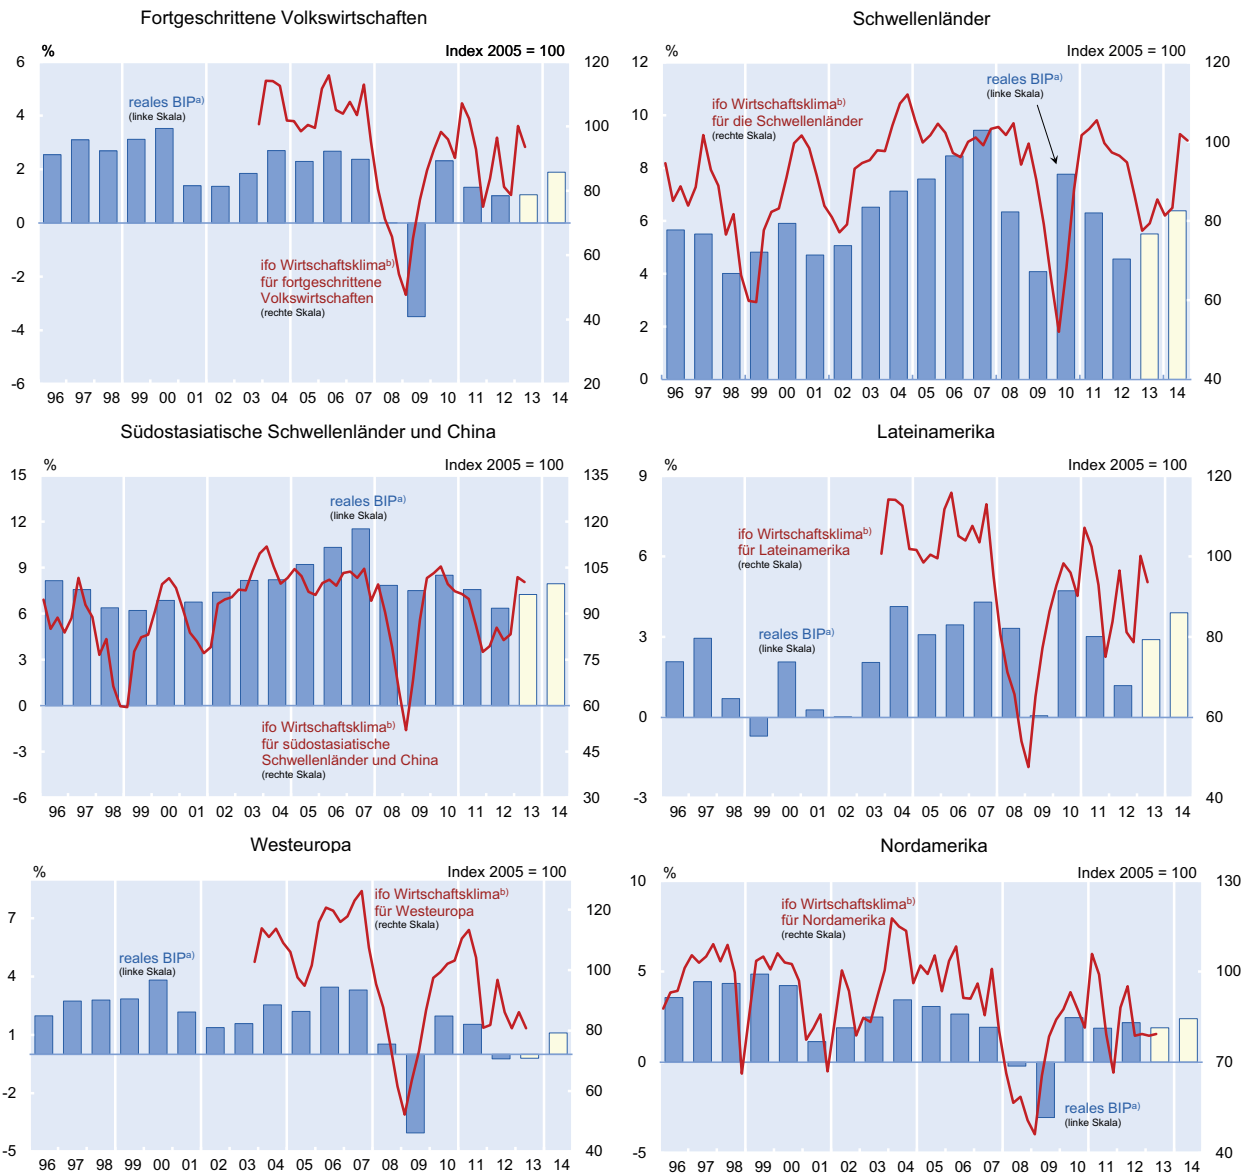 Fortgeschrittene Volkswirtschaften
% Index 2005 = 100
6 120
4 100
2 80
0 60
-2
-4 40
-6 20
reales BIPa)
(linke Skala)
ifo Wirtschaftsklimab)
für fortgeschrittene
Volkswirtschaften
(rechte Skala)
96 97 98 99 00 01 02 03 04 05 06 07 08 09 10 11 12 13 14
Schwellenländer
% Index 2005 = 100
12 120
10 100
8
6 80
4 60
2
0 40
reales BIPa)
(linke Skala)
ifo Wirtschaftsklimab)
für die Schwellenländer
(rechte Skala)
96 97 98 99 00 01 02 03 04 05 06 07 08 09 10 11 12 13 14
Südostasiatische Schwellenländer und China
% Index 2005 = 100
15 135
12 120
9 105
6 90
3 75
0 60
-3 45
-6 30
reales BIPa)
(linke Skala)
ifo Wirtschaftsklimab)
für südostasiatische
Schwellenländer und China
(rechte Skala)
96 97 98 99 00 01 02 03 04 05 06 07 08 09 10 11 12 13 14
Lateinamerika
% Index 2005 = 100
9 120
6 100
3 80
0 60
-3 40
ifo Wirtschaftsklimab)
für Lateinamerika
(rechte Skala)
reales BIPa)
(linke Skala)
96 97 98 99 00 01 02 03 04 05 06 07 08 09 10 11 12 13 14
Westeuropa
% Index 2005 = 100
7 120
4 100
1 80
-2 60
-5 40
ifo Wirtschaftsklimab)
für Westeuropa
(rechte Skala)
reales BIPa)
(linke Skala)
96 97 98 99 00 01 02 03 04 05 06 07 08 09 10 11 12 13 14
Nordamerika
% Index 2005 = 100
10 130
5 100
0 70
-5 40
ifo Wirtschaftsklimab)
für Nordamerika
(rechte Skala)
reales BIPa)
(linke Skala)
96 97 98 99 00 01 02 03 04 05 06 07 08 09 10 11 12 13 14